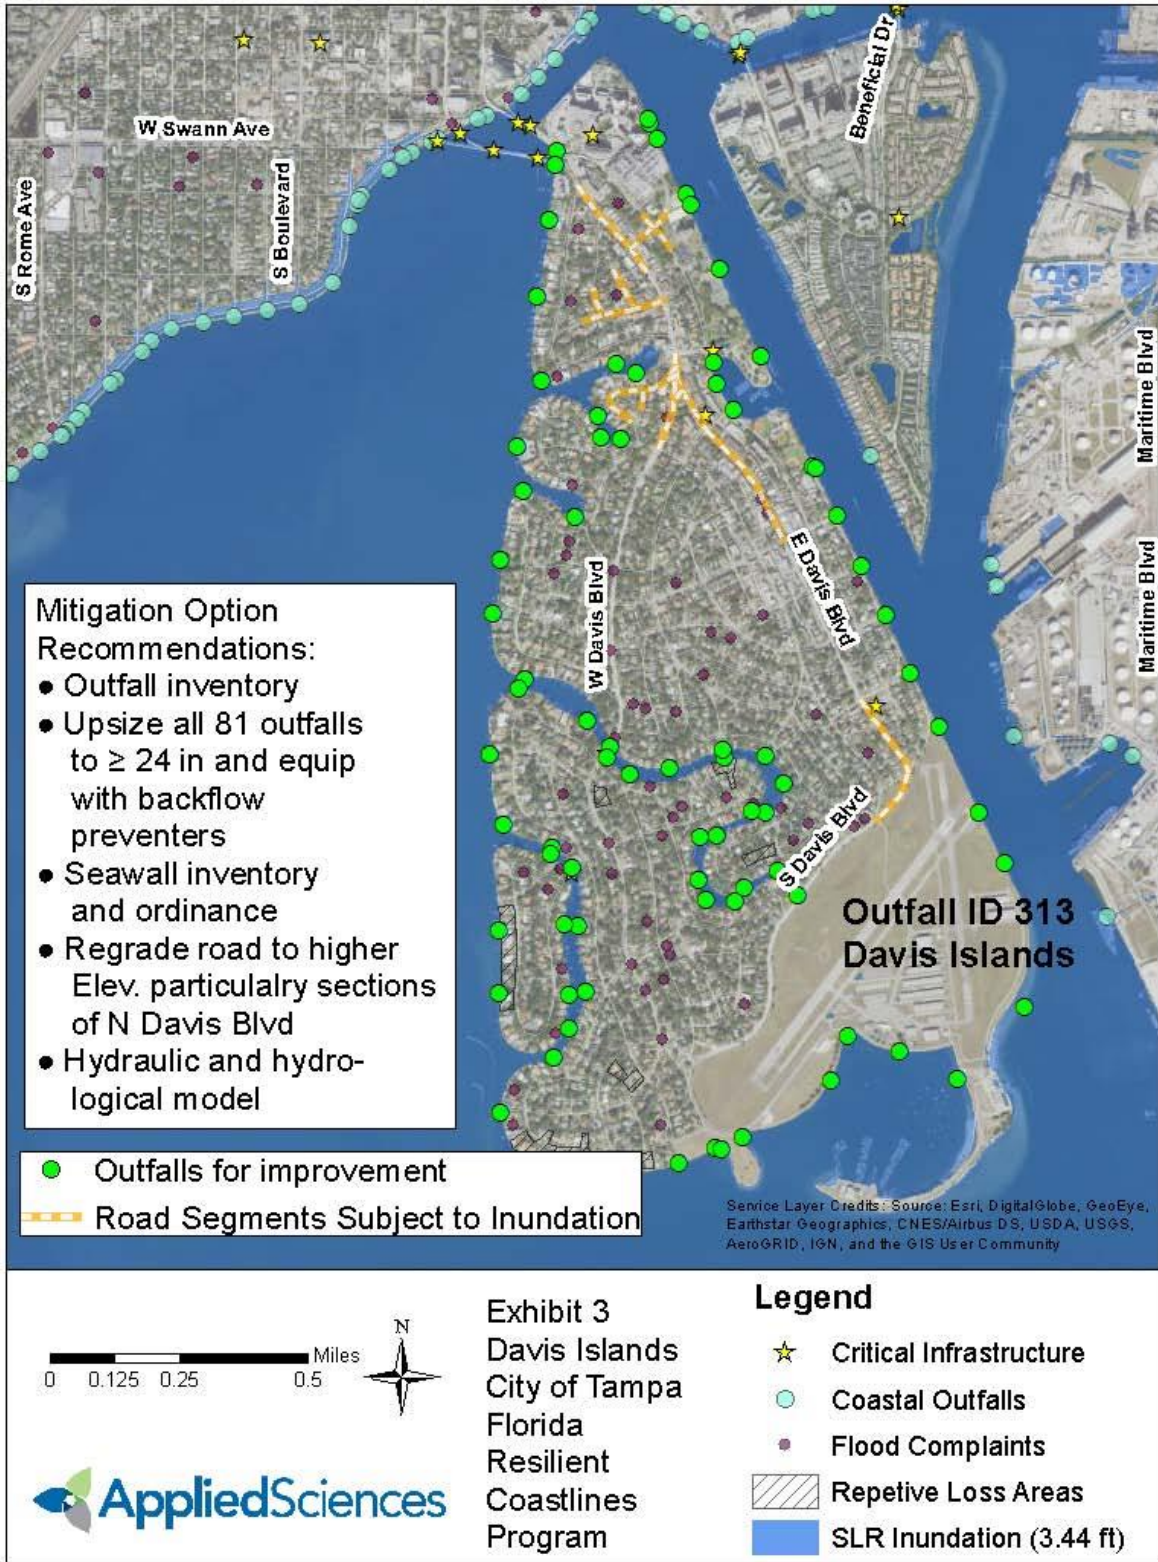 Beneficial Dr
W Swann Ave
S Rome Ave
S Boulevard
Maritime Blvd
Maritime Blvd
E Davis Blvd
W Davis Blvd
S Davis Blvd
Mitigation Option
Recommendations:
● Outfall inventory
● Upsize all 81 outfalls
to ≥ 24 in and equip
with backflow
preventers
● Seawall inventory
and ordinance
● Regrade road to higher
Elev. particulalry sections
of N Davis Blvd
● Hydraulic and hydro-
logical model
Outfall ID 313
Davis Islands
Outfalls for improvement
Road Segments Subject to Inundation
Service Layer Credits: Source: Esri, DigitalGlobe, GeoEye,
Earthstar Geographics, CNES/Airbus DS, USDA, USGS,
AeroGRID, IGN, and the GIS User Community
Miles
0 0.125 0.25 0.5
N
AppliedSciences
Exhibit 3
Davis Islands
City of Tampa
Florida
Resilient
Coastlines
Program
Legend
Critical Infrastructure
Coastal Outfalls
Flood Complaints
Repetive Loss Areas
SLR Inundation (3.44 ft)